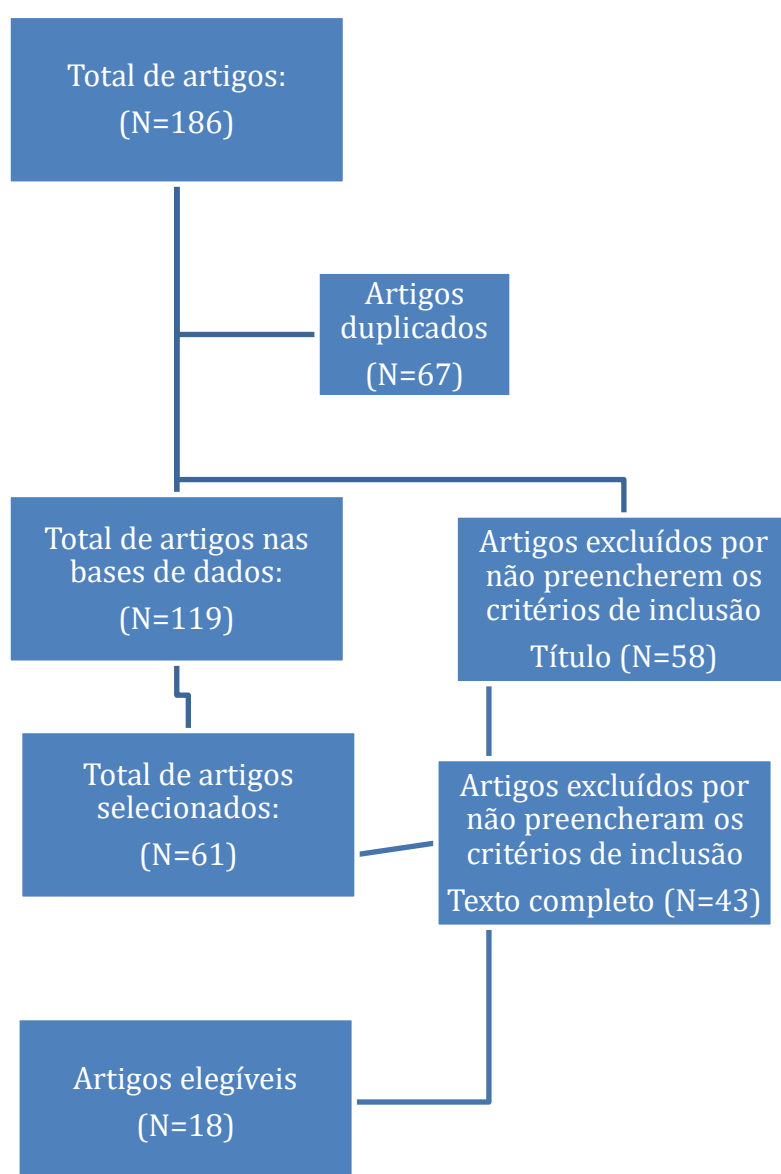 Total de artigos:
(N=186)
Artigos
duplicados
(N=67)
Total de artigos nas
bases de dados:
(N=119)
Artigos excluídos por
não preencherem os
critérios de inclusão
Título (N=58)
Total de artigos
selecionados:
(N=61)
Artigos excluídos por
não preencheram os
critérios de inclusão
Texto completo (N=43)
Artigos elegíveis
(N=18)